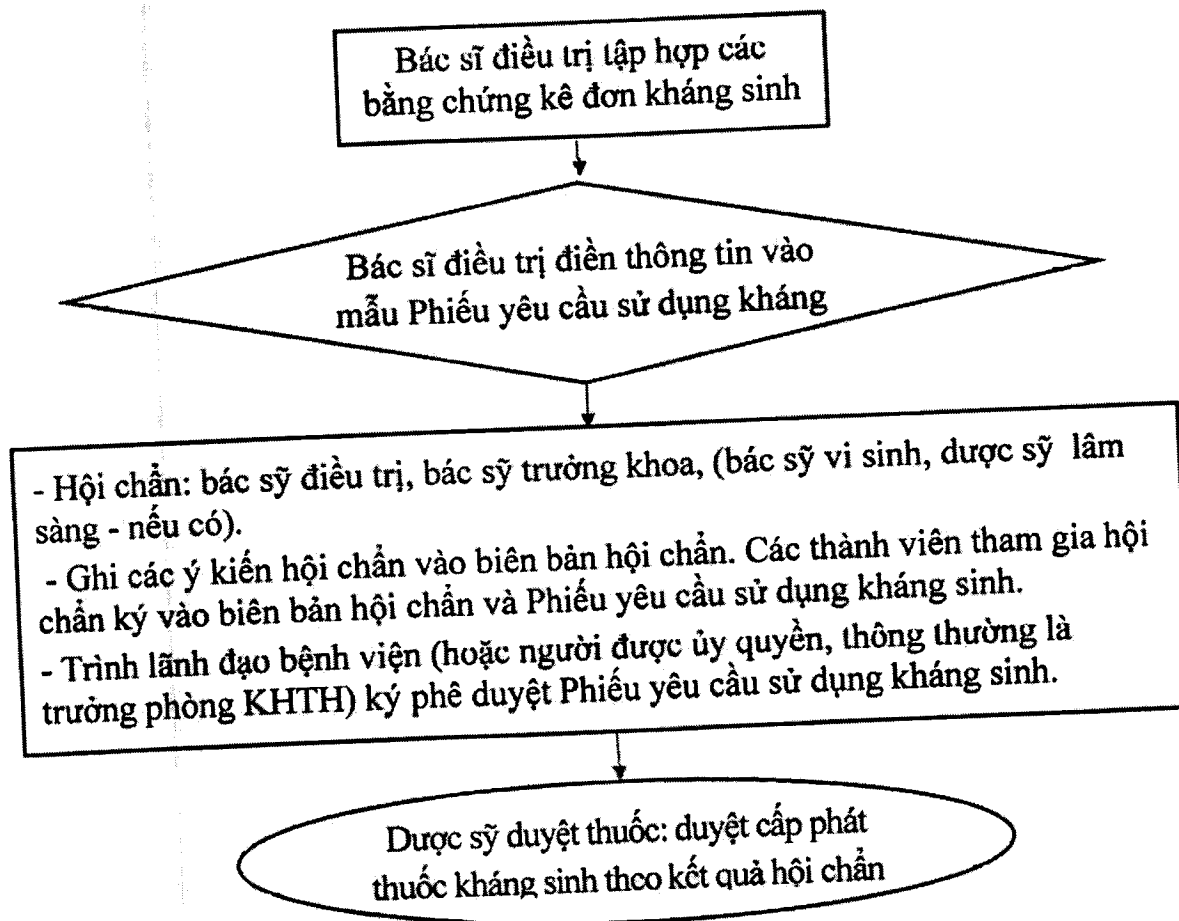 Bác sĩ điều trị tập hợp các
bằng chứng kê đơn kháng sinh
Bác sĩ điều trị điền thông tin vào
mẫu Phiếu yêu cầu sử dụng kháng
- Hội chẩn: bác sỹ điều trị, bác sỹ trưởng khoa, (bác sỹ vi sinh, dược sỹ lâm
sàng - nếu có).
- Ghi các ý kiến hội chẩn vào biên bản hội chẩn. Các thành viên tham gia hội
chẩn ký vào biên bản hội chẩn và Phiếu yêu cầu sử dụng kháng sinh.
- Trình lãnh đạo bệnh viện (hoặc người được ủy quyền, thông thường là
trưởng phòng KHTH) ký phê duyệt Phiếu yêu cầu sử dụng kháng sinh.
Dược sỹ duyệt thuốc: duyệt cấp phát
thuốc kháng sinh theo kết quả hội chẩn